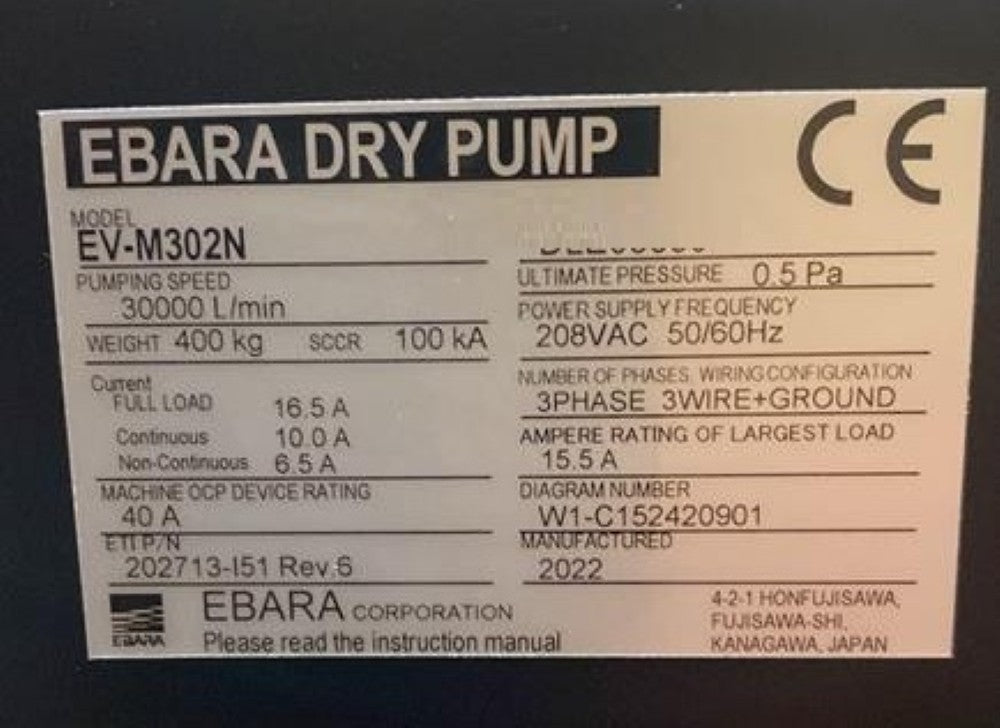 EBARA DRY PUMP
CE
MODEL
EV-M302N
PUMPING SPEED
30000 L/min
WEIGHT 400 kg SCCR 100 kA
Current
FULL LOAD 16.5 A
Continuous 10.0 A
Non-Continuous 6.5 A
MACHINE OCP DEVICE RATING
40 A
ETI P/N
202713-I51 Rev.6
ULTIMATE PRESSURE 0.5 Pa
POWER SUPPLY FREQUENCY
208VAC 50/60Hz
NUMBER OF PHASES, WIRING CONFIGURATION
3PHASE 3WIRE+GROUND
AMPERE RATING OF LARGEST LOAD
15.5 A
DIAGRAM NUMBER
W1-C152420901
MANUFACTURED
2022
EBARA
EBARA CORPORATION
Please read the instruction manual
4-2-1 HONFUJISAWA,
FUJISAWA-SHI,
KANAGAWA, JAPAN